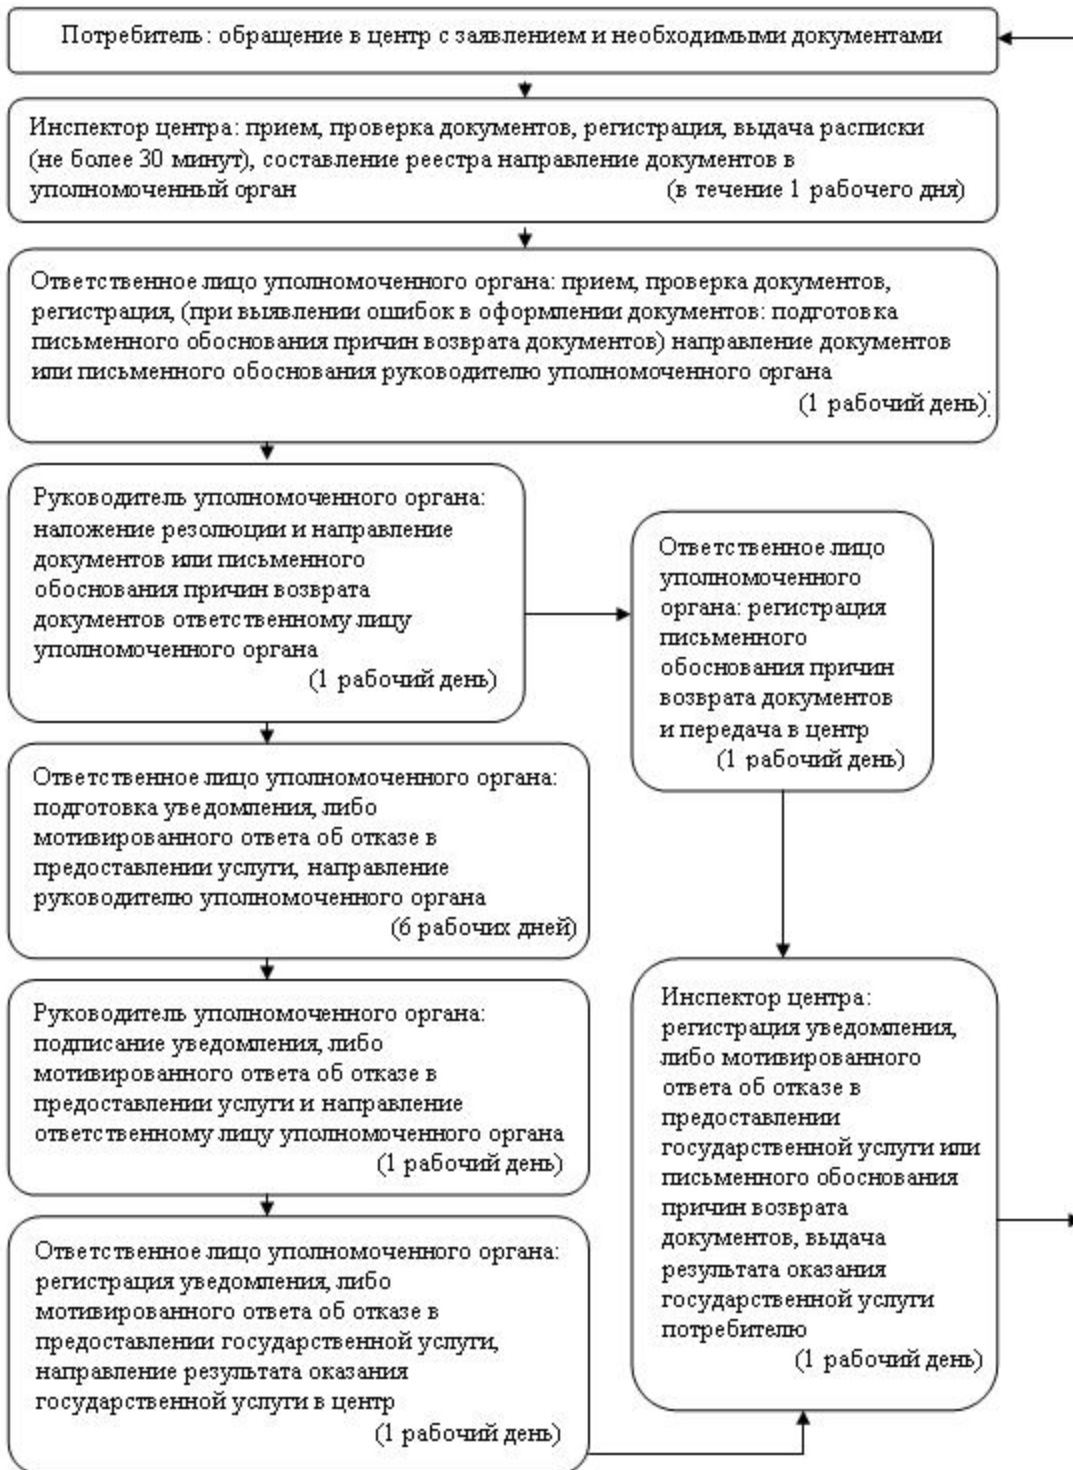 Потребитель: обращение в центр с заявлением и необходимыми документами
Инспектор центра: прием, проверка документов, регистрация, выдача расписки
(не более 30 минут), составление реестра направление документов в
уполномоченный орган (в течение 1 рабочего дня)
Ответственное лицо уполномоченного органа: прием, проверка документов,
регистрация, (при выявлении ошибок в оформлении документов: подготовка
письменного обоснования причин возврата документов) направление документов
или письменного обоснования руководителю уполномоченного органа
(1 рабочий день)
Руководитель уполномоченного органа:
наложение резолюции и направление
документов или письменного
обоснования причин возврата
документов ответственному лицу
уполномоченного органа
(1 рабочий день)
Ответственное лицо
уполномоченного
органа: регистрация
письменного
обоснования причин
возврата документов
и передача в центр
(1 рабочий день)
Ответственное лицо уполномоченного органа:
подготовка уведомления, либо
мотивированного ответа об отказе в
предоставлении услуги, направление
руководителю уполномоченного органа
(6 рабочих дней)
Руководитель уполномоченного органа:
подписание уведомления, либо
мотивированного ответа об отказе в
предоставлении услуги и направление
ответственному лицу уполномоченного органа
(1 рабочий день)
Ответственное лицо уполномоченного органа:
регистрация уведомления, либо
мотивированного ответа об отказе в
предоставлении государственной услуги,
направление результата оказания
государственной услуги в центр
(1 рабочий день)
Инспектор центра:
регистрация уведомления,
либо мотивированного
ответа об отказе в
предоставлении
государственной услуги или
письменного обоснования
причин возврата
документов, выдача
результата оказания
государственной услуги
потребителю
(1 рабочий день)